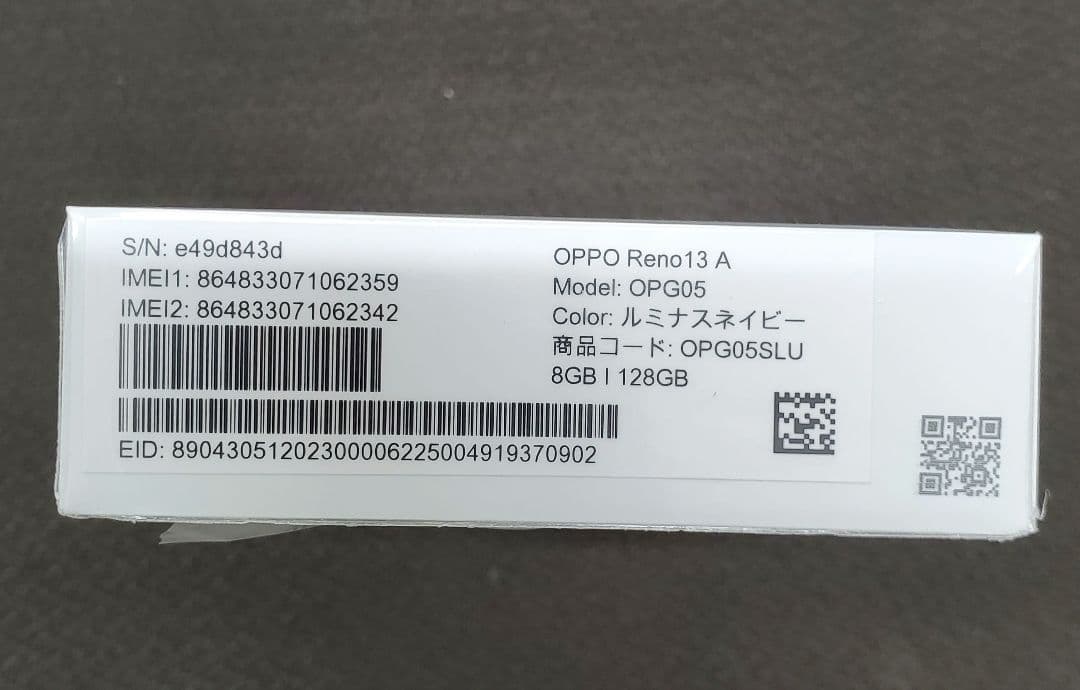 S/N: e49d843d
IMEI1: 864833071062359
IMEI2: 864833071062342
EID: 89043051202300006225004919370902
OPPO Reno13 A
Model: OPG05
Color: ルミナスネイビー
商品コード: OPG05SLU
8GB | 128GB